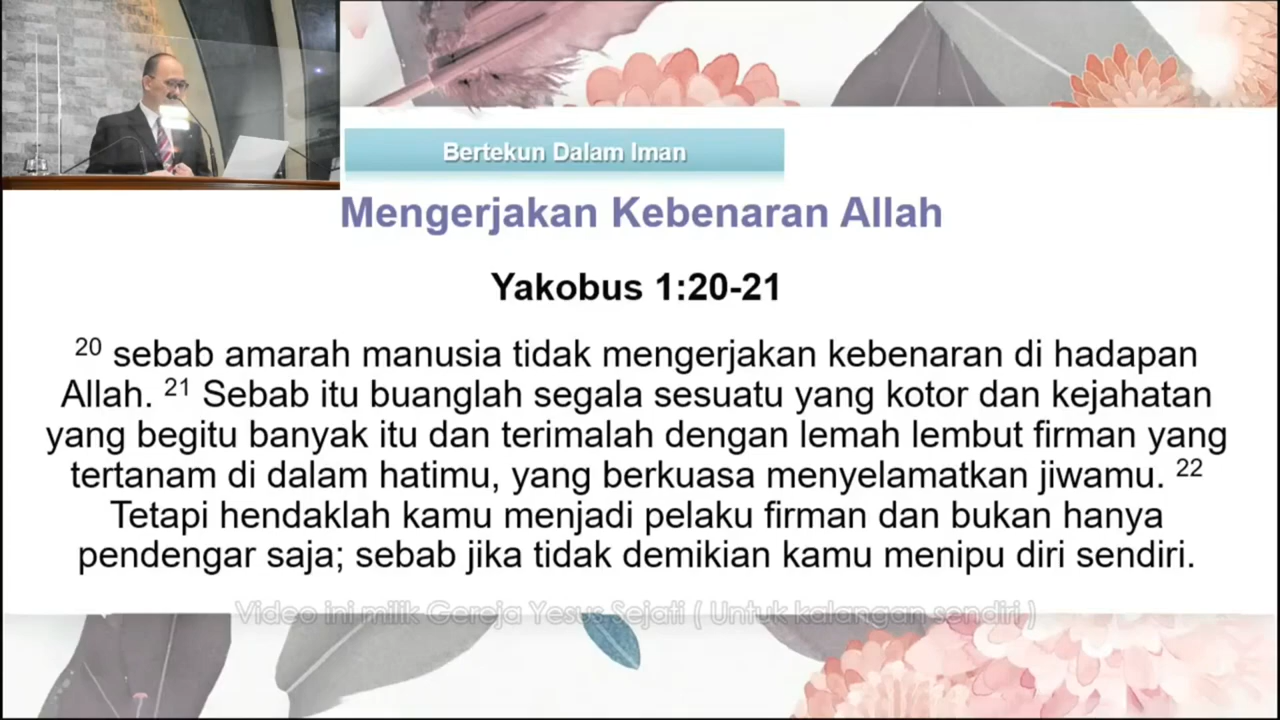 Bertekun Dalam Iman
Mengerjakan Kebenaran Allah
Yakobus 1:20-21
20 sebab amarah manusia tidak mengerjakan kebenaran di hadapan
Allah. 21 Sebab itu buanglah segala sesuatu yang kotor dan kejahatan
yang begitu banyak itu dan terimalah dengan lemah lembut firman yang
tertanam di dalam hatimu, yang berkuasa menyelamatkan jiwamu. 22
Tetapi hendaklah kamu menjadi pelaku firman dan bukan hanya
pendengar saja; sebab jika tidak demikian kamu menipu diri sendiri.
Video ini milik Gereja Yesus Sejati ( Untuk kalangan sendiri )